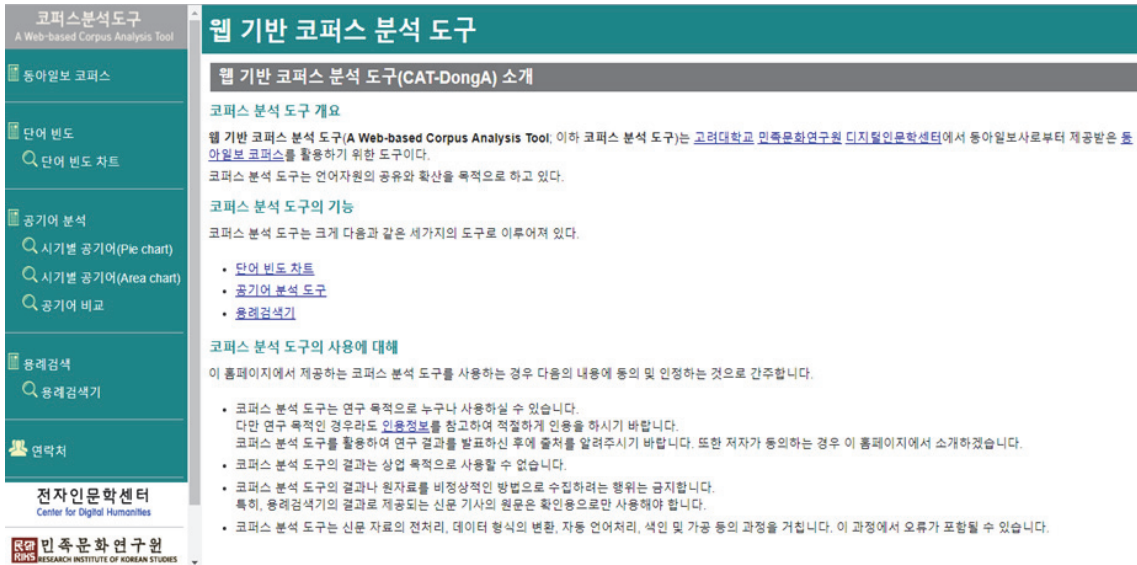 코퍼스분석도구
A Web-based Corpus Analysis Tool
동아일보 코퍼스
단어 빈도
단어 빈도 차트
공기어 분석
시기별 공기어(Pie chart)
시기별 공기어(Area chart)
공기어 비교
용례검색
용례검색기
연락처
전자인문학센터
Center for Digital Humanities
민족문화연구원
RIKS RESEARCH INSTITUTE OF KOREAN STUDIES
웹 기반 코퍼스 분석 도구
웹 기반 코퍼스 분석 도구(CAT-DongA) 소개
코퍼스 분석 도구 개요
웹 기반 코퍼스 분석 도구(A Web-based Corpus Analysis Tool; 이하 코퍼스 분석 도구)는 고려대학교 민족문화연구원 디지털인문학센터에서 동아일보사로부터 제공받은 동
아일보 코퍼스를 활용하기 위한 도구이다.
코퍼스 분석 도구는 언어자원의 공유와 확산을 목적으로 하고 있다.
코퍼스 분석 도구의 기능
코퍼스 분석 도구는 크게 다음과 같은 세가지의 도구로 이루어져 있다.
• 단어 빈도 차트
• 공기어 분석 도구
• 용례검색기
코퍼스 분석 도구의 사용에 대해
이 홈페이지에서 제공하는 코퍼스 분석 도구를 사용하는 경우 다음의 내용에 동의 및 인정하는 것으로 간주합니다.
• 코퍼스 분석 도구는 연구 목적으로 누구나 사용하실 수 있습니다.
다만 연구 목적인 경우라도 인용정보를 참고하여 적절하게 인용을 하시기 바랍니다.
코퍼스 분석 도구를 활용하여 연구 결과를 발표하신 후에 출처를 알려주시기 바랍니다. 또한 저자가 동의하는 경우 이 홈페이지에서 소개하겠습니다.
• 코퍼스 분석 도구의 결과는 상업 목적으로 사용할 수 없습니다.
• 코퍼스 분석 도구의 결과나 원자료를 비정상적인 방법으로 수집하려는 행위는 금지합니다.
특히, 용례검색기의 결과로 제공되는 신문 기사의 원문은 확인용으로만 사용해야 합니다.
• 코퍼스 분석 도구는 신문 자료의 전처리, 데이터 형식의 변환, 자동 언어처리, 색인 및 가공 등의 과정을 거칩니다. 이 과정에서 오류가 포함될 수 있습니다.